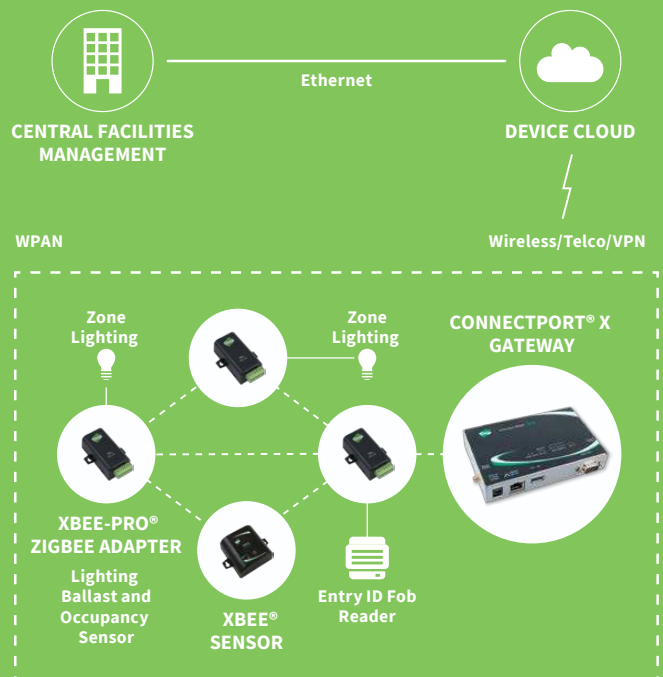 Ethernet
CENTRAL FACILITIES
MANAGEMENT
DEVICE CLOUD
WPAN
Wireless/Telco/VPN
Zone
Lighting
Zone
Lighting
CONNECTPORT® X
GATEWAY
XBEE-PRO®
ZIGBEE ADAPTER
Lighting
Ballast and
Occupancy
Sensor
XBEE®
SENSOR
Entry ID Fob
Reader